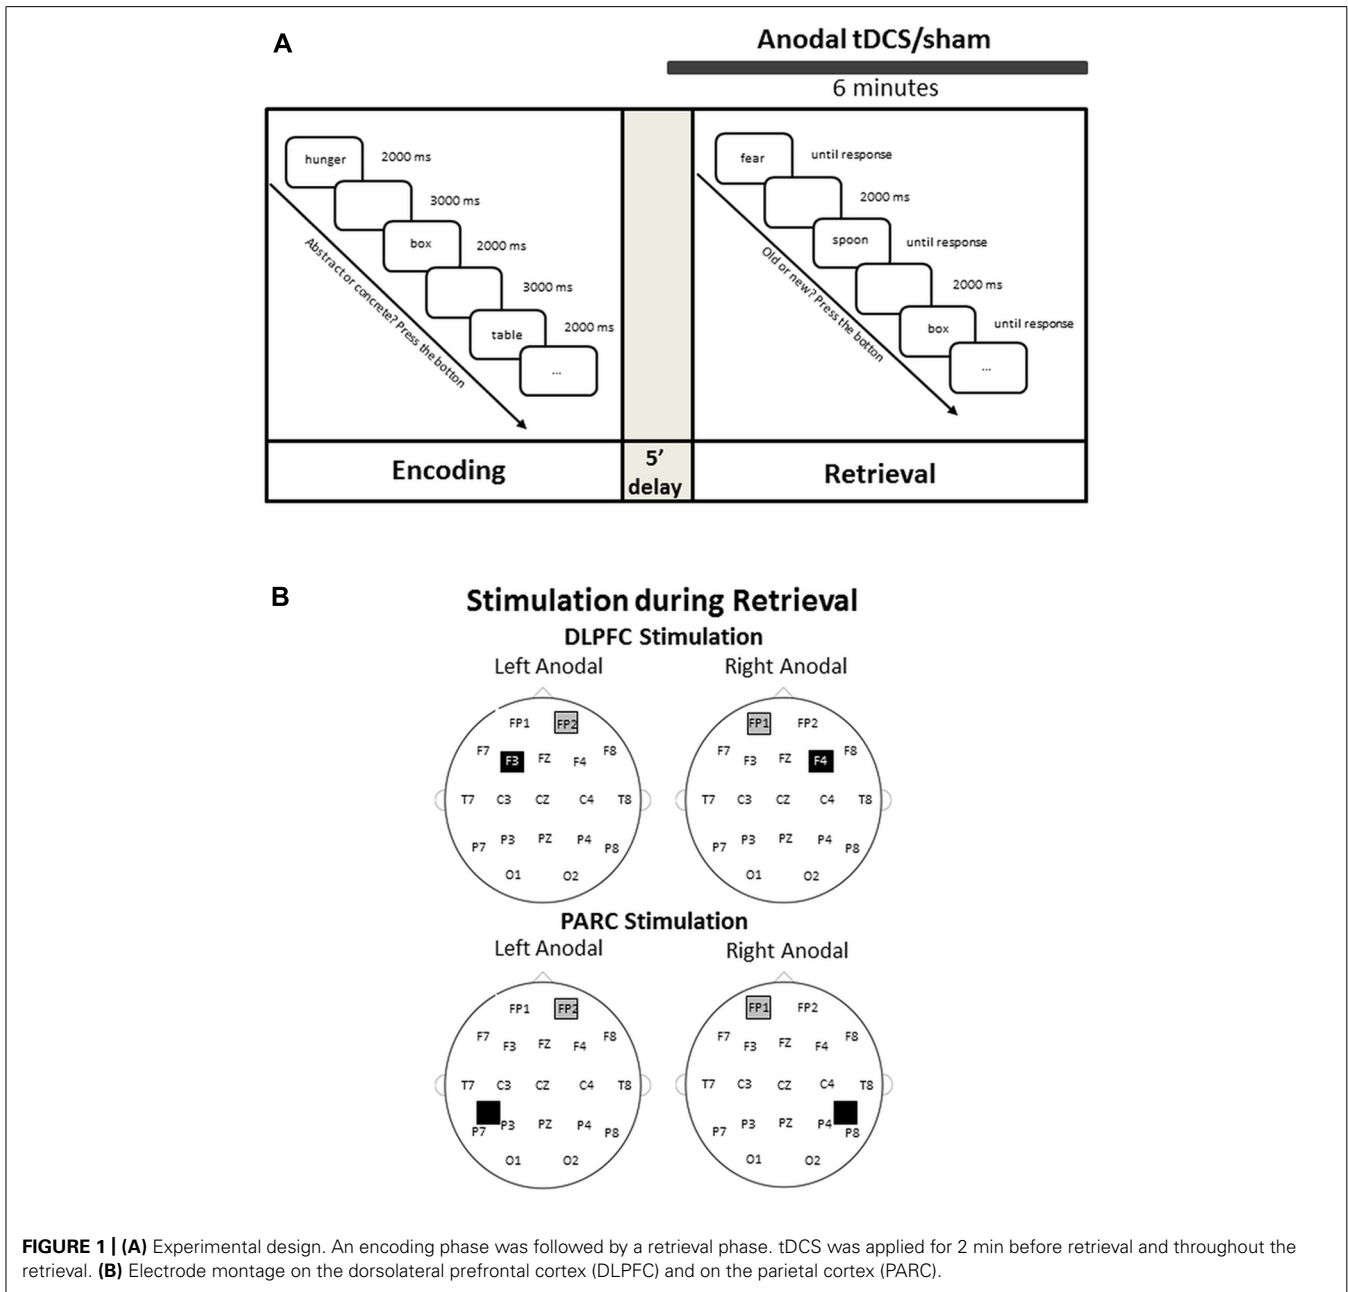 A
Anodal tDCS/sham
6 minutes
hunger
2000 ms
3000 ms
box
2000 ms
3000 ms
table
2000 ms
...
Abstract or concrete? Press the botton
fear
until response
2000 ms
spoon
until response
2000 ms
box
until response
...
Old or new? Press the botton
Encoding
5'
delay
Retrieval
B
Stimulation during Retrieval
DLPFC Stimulation
Left Anodal
FP1 FP2
F7 F3 FZ F4 F8
T7 C3 CZ C4 T8
P7 P3 PZ P4 P8
O1 O2
Right Anodal
FP1 FP2
F7 F3 FZ F4 F8
T7 C3 CZ C4 T8
P7 P3 PZ P4 P8
O1 O2
PARC Stimulation
Left Anodal
FP1 FP2
F7 F3 FZ F4 F8
T7 C3 CZ C4 T8
P7 P3 PZ P4 P8
O1 O2
Right Anodal
FP1 FP2
F7 F3 FZ F4 F8
T7 C3 CZ C4 T8
P7 P3 PZ P4 P8
O1 O2
FIGURE 1 | (A) Experimental design. An encoding phase was followed by a retrieval phase. tDCS was applied for 2 min before retrieval and throughout the
retrieval. (B) Electrode montage on the dorsolateral prefrontal cortex (DLPFC) and on the parietal cortex (PARC).